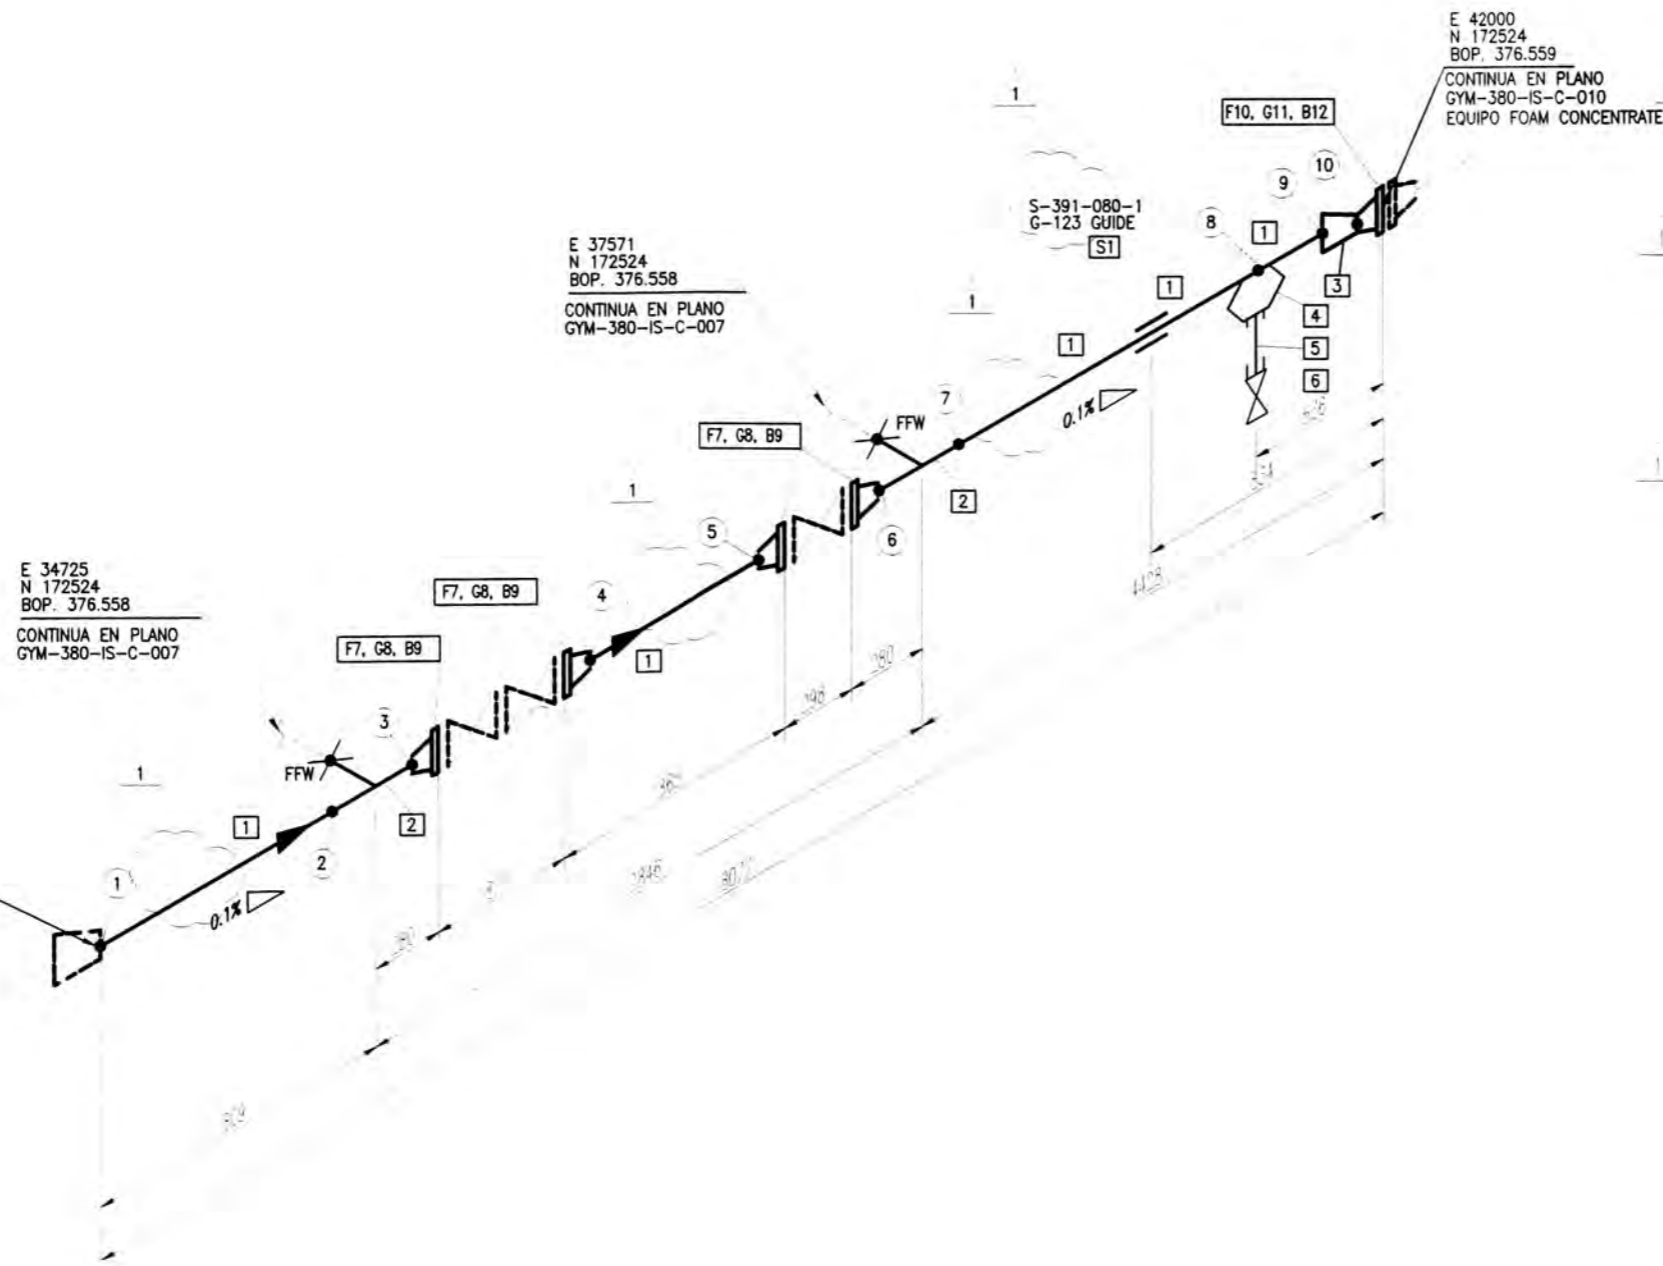 E 42000
N 172524
BOP. 376.559
CONTINUA EN PLANO
GYM-380-IS-C-010
EQUIPO FOAM CONCENTRATE
1
F10, G11, B12
10
9
S-391-080-1
G-123 GUIDE
S1
8
1
E 37571
N 172524
BOP. 376.558
CONTINUA EN PLANO
GYM-380-IS-C-007
1
1
3
4
1
5
6
0.1%
7
FFW
F7, G8, B9
2
1
5
6
4428
E 34725
N 172524
BOP. 376.558
CONTINUA EN PLANO
GYM-380-IS-C-007
F7, G8, B9
4
F7, G8, B9
1
3
FFW
1
1
2
2
1
0.1%